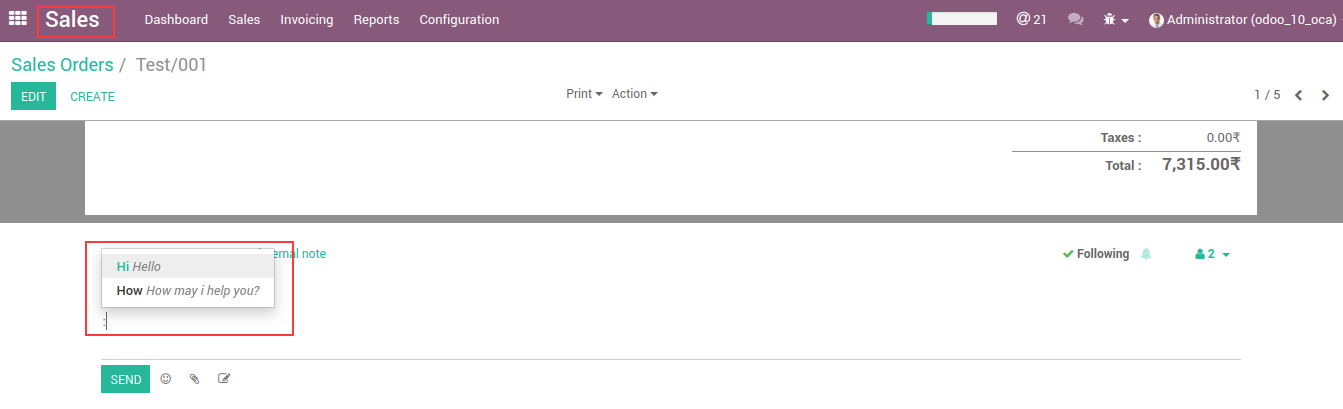 Sales Dashboard Sales Invoicing Reports Configuration @ 21 Administrator (odoo_10_oca)
Sales Orders / Test/001
EDIT CREATE Print Action 1 / 5
Taxes : 0.00₹
Total : 7,315.00₹
ernal note Following 2
Hi Hello
How How may i help you?
:
SEND